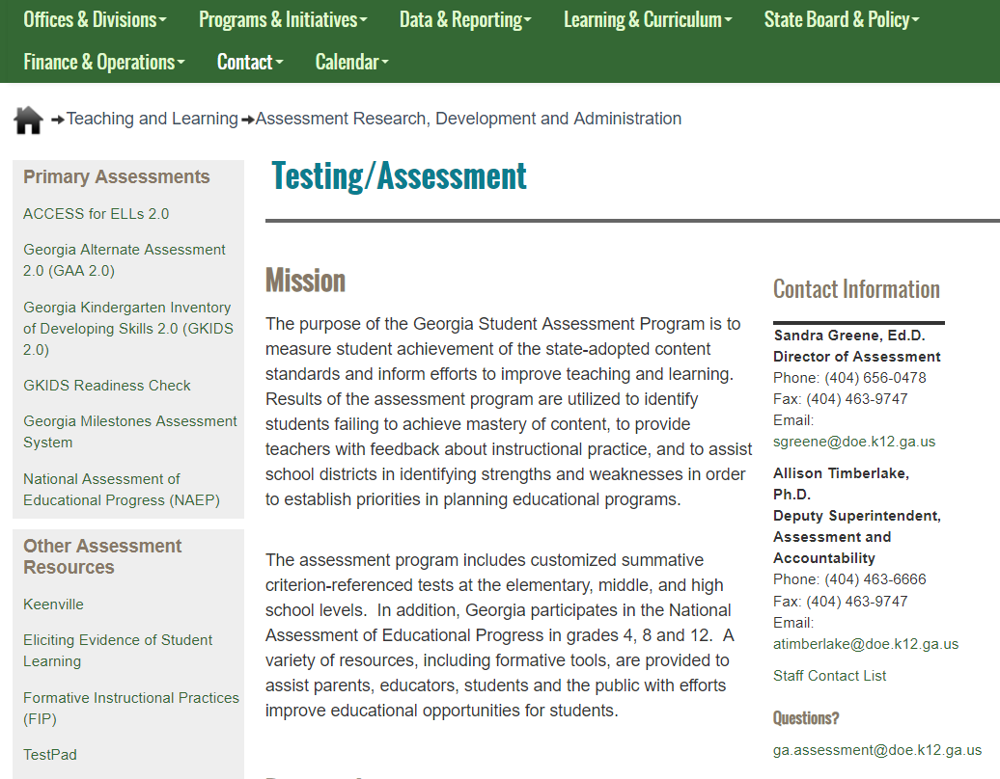 Offices & Divisions
Programs & Initiatives
Data & Reporting
Learning & Curriculum
State Board & Policy
Finance & Operations
Contact
Calendar
Teaching and Learning
Assessment Research, Development and Administration
Primary Assessments
ACCESS for ELLs 2.0
Georgia Alternate Assessment
2.0 (GAA 2.0)
Georgia Kindergarten Inventory
of Developing Skills 2.0 (GKIDS
2.0)
GKIDS Readiness Check
Georgia Milestones Assessment
System
National Assessment of
Educational Progress (NAEP)
Other Assessment
Resources
Keenville
Eliciting Evidence of Student
Learning
Formative Instructional Practices
(FIP)
TestPad
Testing/Assessment
Mission
The purpose of the Georgia Student Assessment Program is to
measure student achievement of the state-adopted content
standards and inform efforts to improve teaching and learning.
Results of the assessment program are utilized to identify
students failing to achieve mastery of content, to provide
teachers with feedback about instructional practice, and to assist
school districts in identifying strengths and weaknesses in order
to establish priorities in planning educational programs.
The assessment program includes customized summative
criterion-referenced tests at the elementary, middle, and high
school levels.  In addition, Georgia participates in the National
Assessment of Educational Progress in grades 4, 8 and 12.  A
variety of resources, including formative tools, are provided to
assist parents, educators, students and the public with efforts
improve educational opportunities for students.
Contact Information
Sandra Greene, Ed.D.
Director of Assessment
Phone: (404) 656-0478
Fax: (404) 463-9747
Email:
sgreene@doe.k12.ga.us
Allison Timberlake,
Ph.D.
Deputy Superintendent,
Assessment and
Accountability
Phone: (404) 463-6666
Fax: (404) 463-9747
Email:
atimberlake@doe.k12.ga.us
Staff Contact List
Questions?
ga.assessment@doe.k12.ga.us